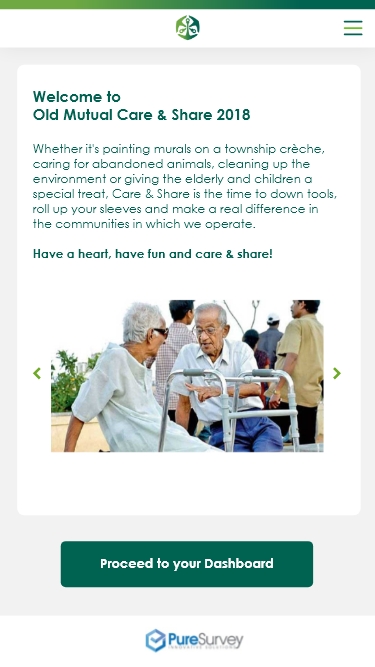 Welcome to
Old Mutual Care & Share 2018
Whether it's painting murals on a township crèche,
caring for abandoned animals, cleaning up the
environment or giving the elderly and children a
special treat, Care & Share is the time to down tools,
roll up your sleeves and make a real difference in
the communities in which we operate.
Have a heart, have fun and care & share!
Proceed to your Dashboard
PureSurvey
INNOVATIVE SOLUTIONS